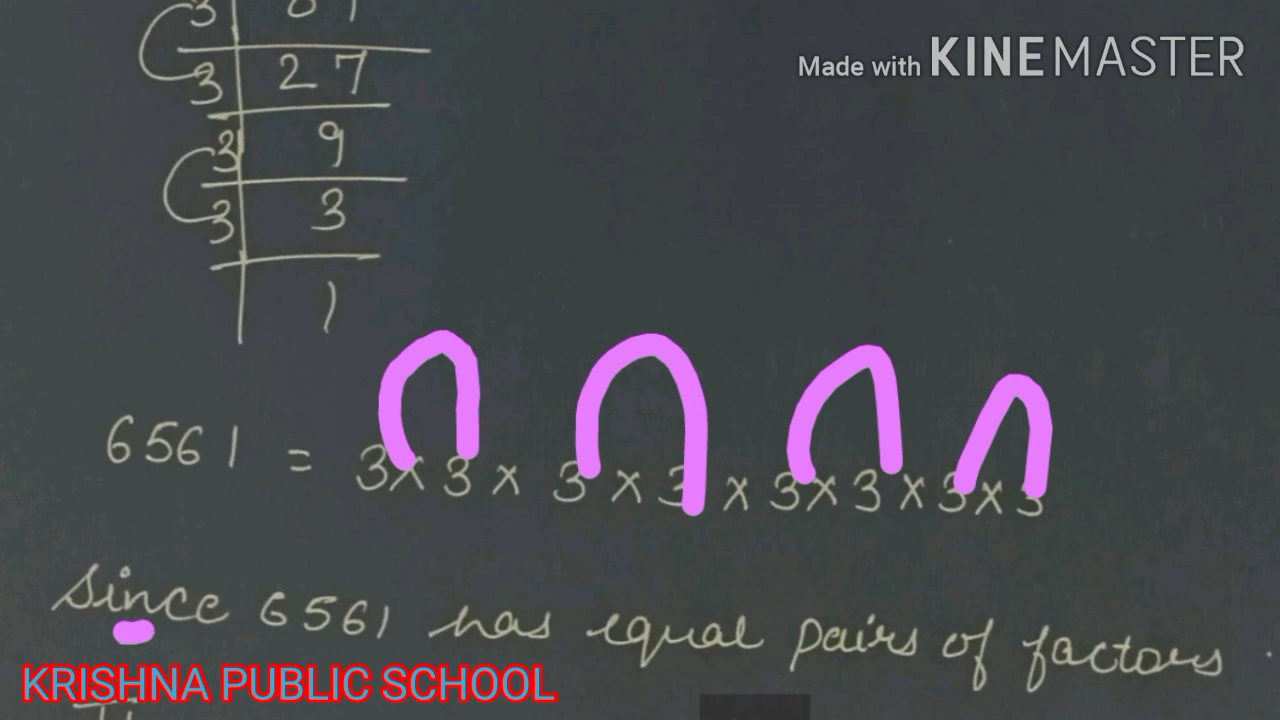 Made with KINEMASTER
3
3 27
3 9
3 3
1
6561 = 3 x 3 x 3 x 3 x 3 x 3 x 3 x 3
Since 6561 has equal pairs of factors.
KRISHNA PUBLIC SCHOOL